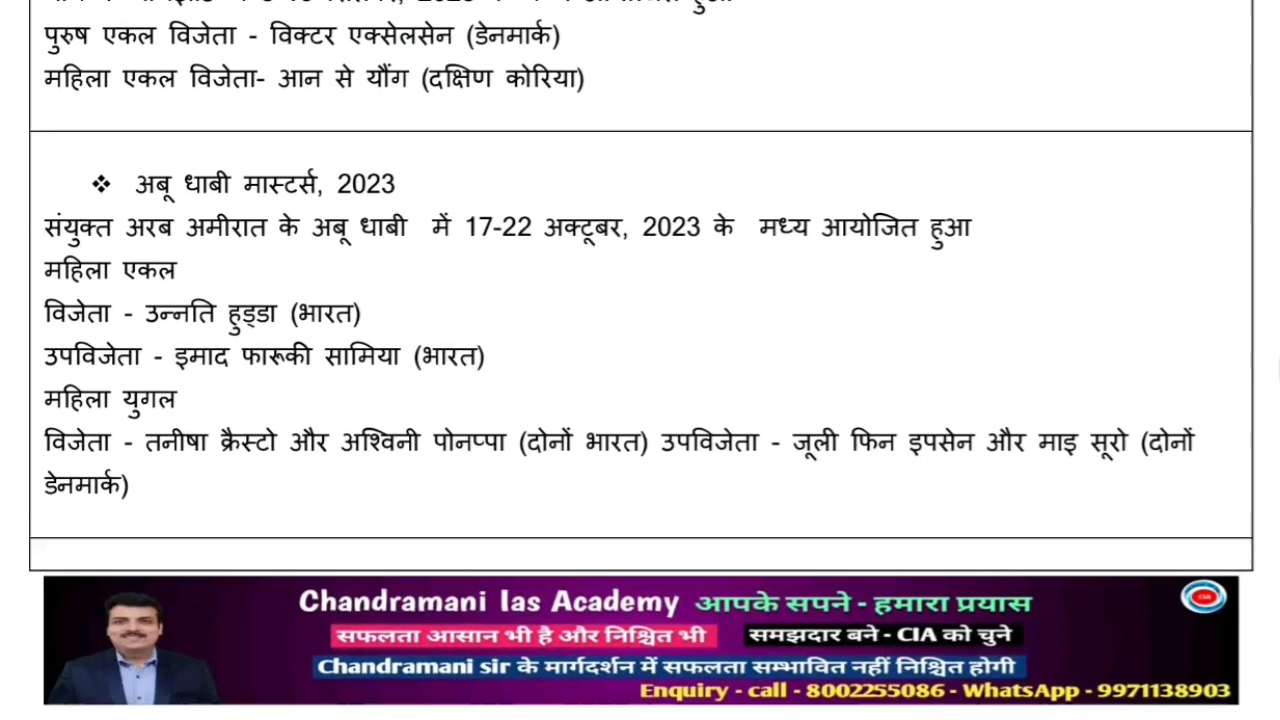 पुरुष एकल विजेता - विक्टर एक्सेलसेन (डेनमार्क)
महिला एकल विजेता- आन से यौंग (दक्षिण कोरिया)
❖ अबू धाबी मास्टर्स, 2023
संयुक्त अरब अमीरात के अबू धाबी में 17-22 अक्टूबर, 2023 के मध्य आयोजित हुआ
महिला एकल
विजेता - उन्नति हुड्डा (भारत)
उपविजेता - इमाद फारूकी सामिया (भारत)
महिला युगल
विजेता - तनीषा क्रैस्टो और अश्विनी पोनप्पा (दोनों भारत) उपविजेता - जूली फिन इपसेन और माइ सूरो (दोनों
डेनमार्क)
Chandramani Ias Academy आपके सपने - हमारा प्रयास
सफलता आसान भी है और निश्चित भी समझदार बने - CIA को चुने
Chandramani sir के मार्गदर्शन में सफलता सम्भावित नहीं निश्चित होगी
Enquiry - call - 8002255086 - WhatsApp - 9971138903